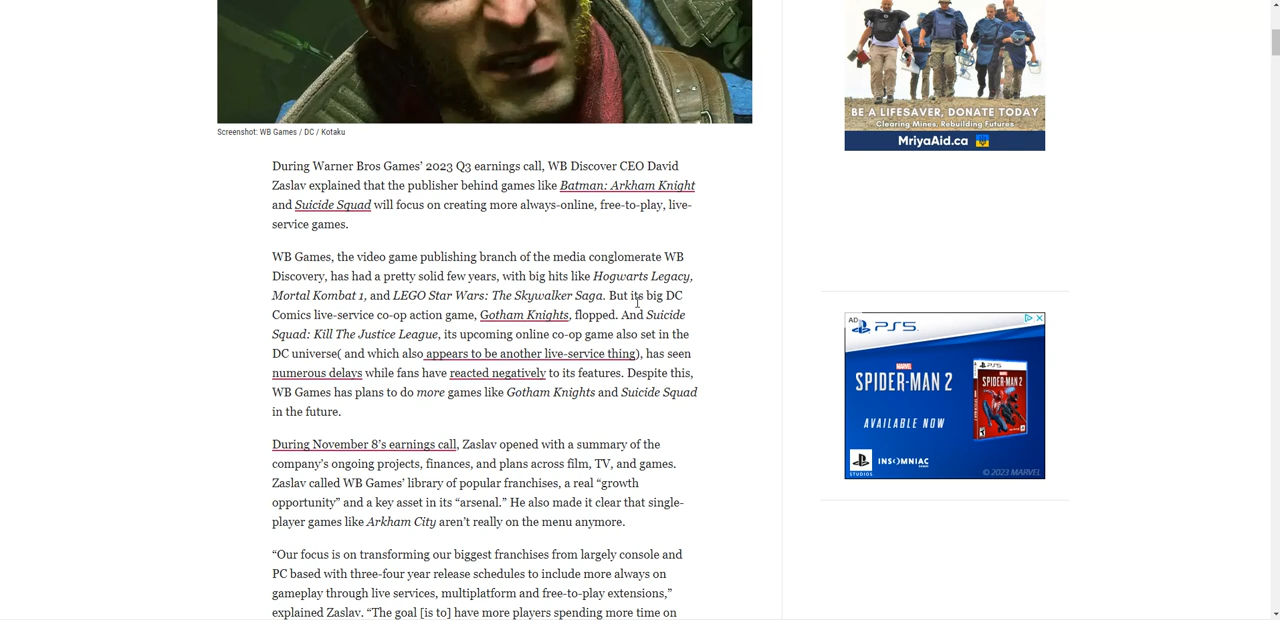 Screenshot: WB Games / DC / Kotaku
During Warner Bros Games’ 2023 Q3 earnings call, WB Discover CEO David
Zaslav explained that the publisher behind games like Batman: Arkham Knight
and Suicide Squad will focus on creating more always-online, free-to-play, live-
service games.
WB Games, the video game publishing branch of the media conglomerate WB
Discovery, has had a pretty solid few years, with big hits like Hogwarts Legacy,
Mortal Kombat 1, and LEGO Star Wars: The Skywalker Saga. But its big DC
Comics live-service co-op action game, Gotham Knights, flopped. And Suicide
Squad: Kill The Justice League, its upcoming online co-op game also set in the
DC universe( and which also appears to be another live-service thing), has seen
numerous delays while fans have reacted negatively to its features. Despite this,
WB Games has plans to do more games like Gotham Knights and Suicide Squad
in the future.
During November 8’s earnings call, Zaslav opened with a summary of the
company’s ongoing projects, finances, and plans across film, TV, and games.
Zaslav called WB Games’ library of popular franchises, a real “growth
opportunity” and a key asset in its “arsenal.” He also made it clear that single-
player games like Arkham City aren’t really on the menu anymore.
“Our focus is on transforming our biggest franchises from largely console and
PC based with three-four year release schedules to include more always on
gameplay through live services, multiplatform and free-to-play extensions,”
explained Zaslav. “The goal [is to] have more players spending more time on
BE A LIFESAVER, DONATE TODAY
Clearing Mines, Rebuilding Futures
MriyaAid.ca
AD
PS5
MARVEL
SPIDER-MAN 2
AVAILABLE NOW
PS5
MARVEL
SPIDER-MAN 2
PlayStation
STUDIOS
INSOMNIAC
GAMES
© 2023 MARVEL